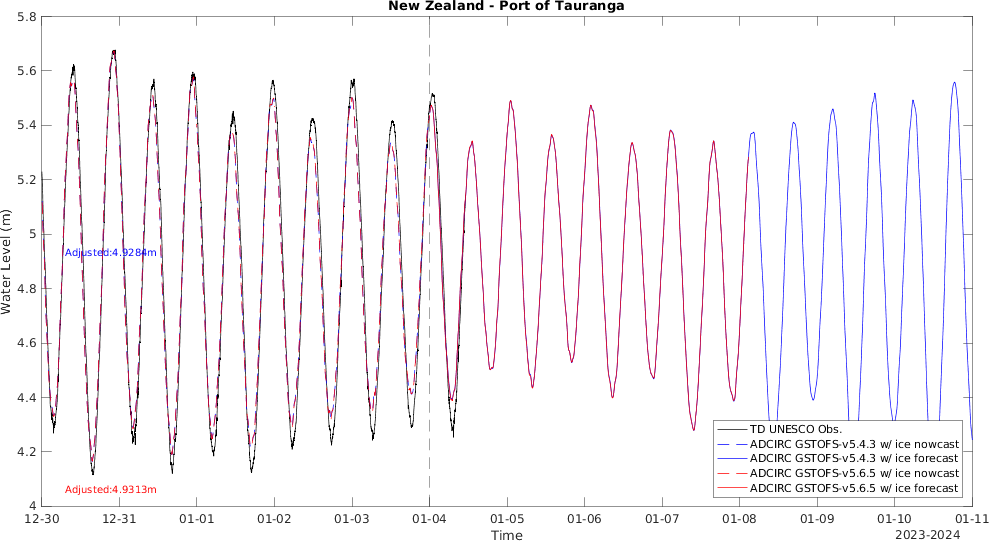 New Zealand - Port of Tauranga
5.8
5.6
5.4
5.2
5
4.8
4.6
4.4
4.2
4
Water Level (m)
Adjusted:4.9284m
Adjusted:4.9313m
TD UNESCO Obs.
ADCIRC GSTOFS-v5.4.3 w/ ice nowcast
ADCIRC GSTOFS-v5.4.3 w/ ice forecast
ADCIRC GSTOFS-v5.6.5 w/ ice nowcast
ADCIRC GSTOFS-v5.6.5 w/ ice forecast
12-30 12-31 01-01 01-02 01-03 01-04 01-05 01-06 01-07 01-08 01-09 01-10 01-11
Time
2023-2024